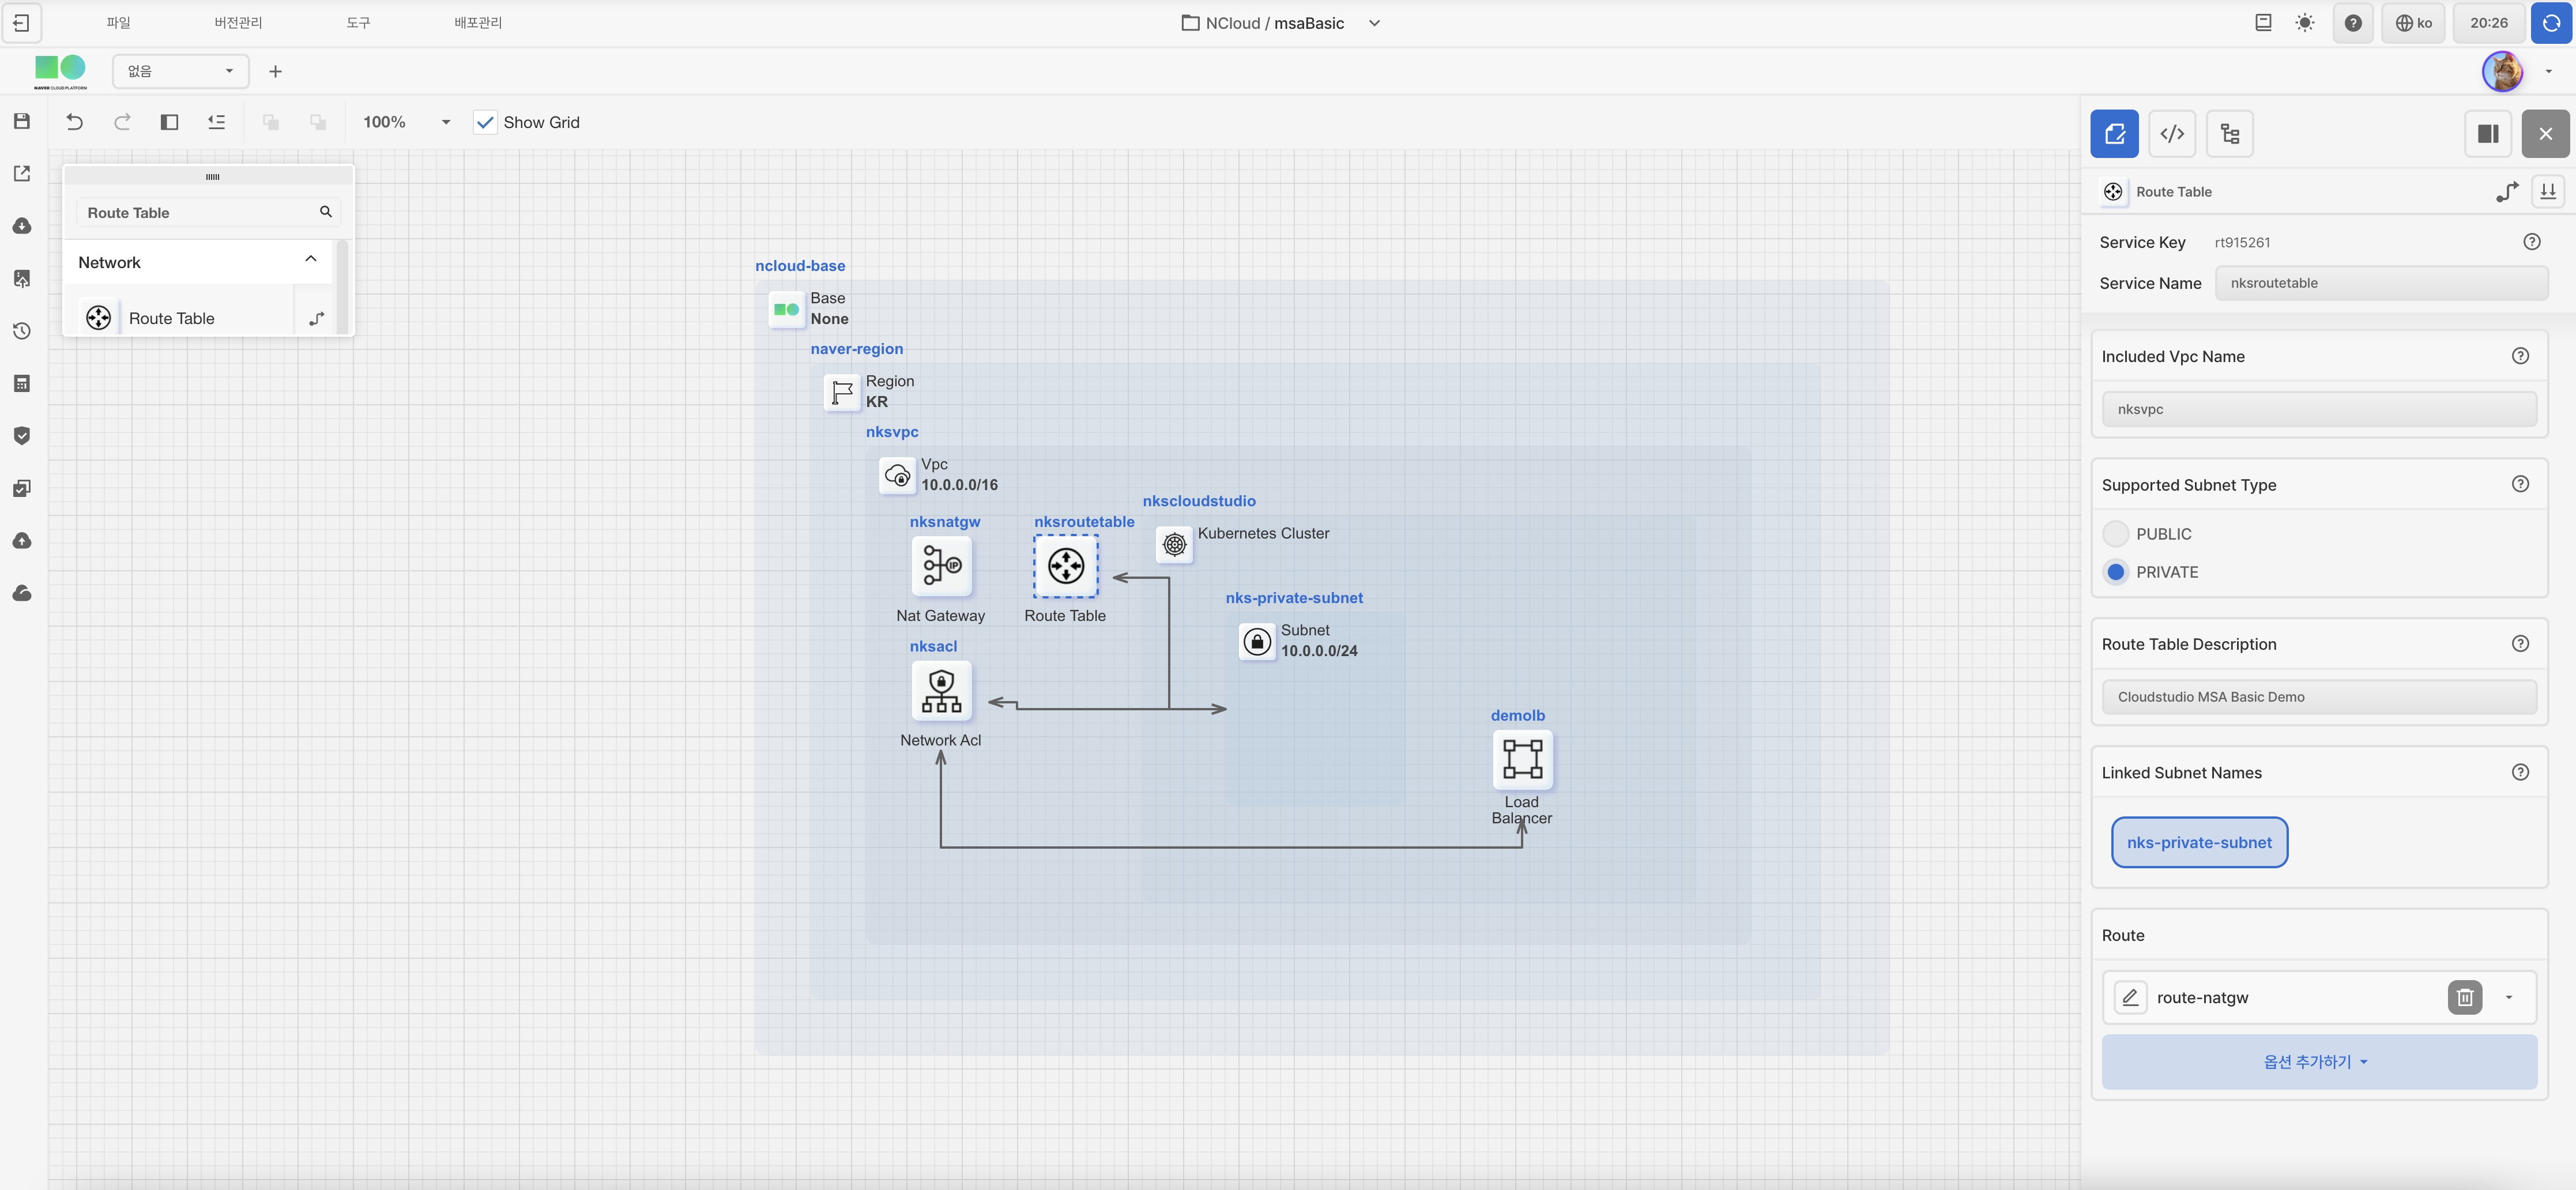 파일
버전관리
도구
배포관리
NCloud / msaBasic
ko
20:26
NAVER CLOUD PLATFORM
없음
100%
Show Grid
Route Table
Network
Route Table
ncloud-base
Base
None
naver-region
Region
KR
nksvpc
Vpc
10.0.0.0/16
nksnatgw
IP
Nat Gateway
nksroutetable
Route Table
nkscloudstudio
Kubernetes Cluster
nks-private-subnet
Subnet
10.0.0.0/24
nksacl
Network Acl
demolb
Load
Balancer
Route Table
Service Key rt915261
Service Name nksroutetable
Included Vpc Name
nksvpc
Supported Subnet Type
PUBLIC
PRIVATE
Route Table Description
Cloudstudio MSA Basic Demo
Linked Subnet Names
nks-private-subnet
Route
route-natgw
옵션 추가하기